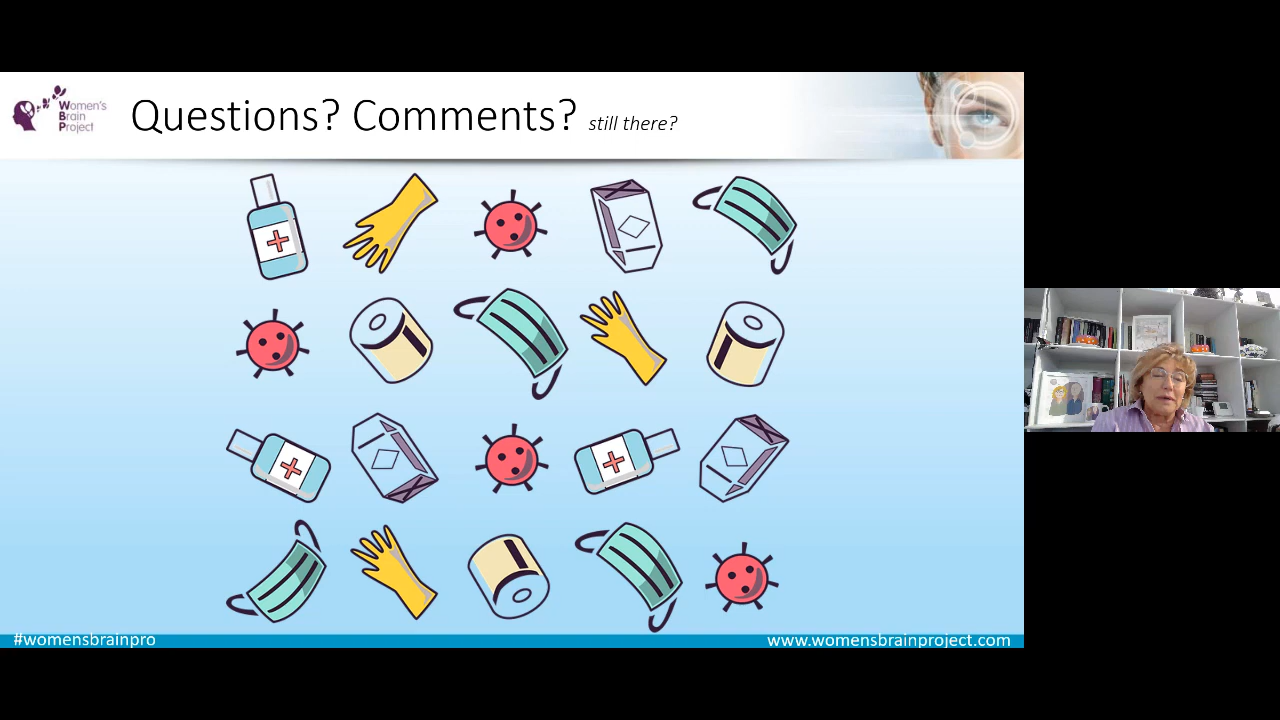 Women's
Brain
Project
Questions? Comments? still there?
#womensbrainpro
www.womensbrainproject.com